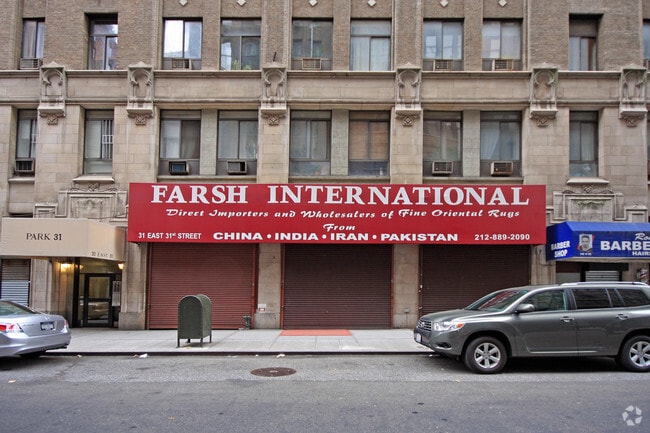 FARSH INTERNATIONAL
Direct Importers and Wholesalers of Fine Oriental Rugs
From
31 EAST 31ST STREET
CHINA • INDIA • IRAN • PAKISTAN
212-889-2090
PARK 31
BARBER SHOP
BARBE
HAIR